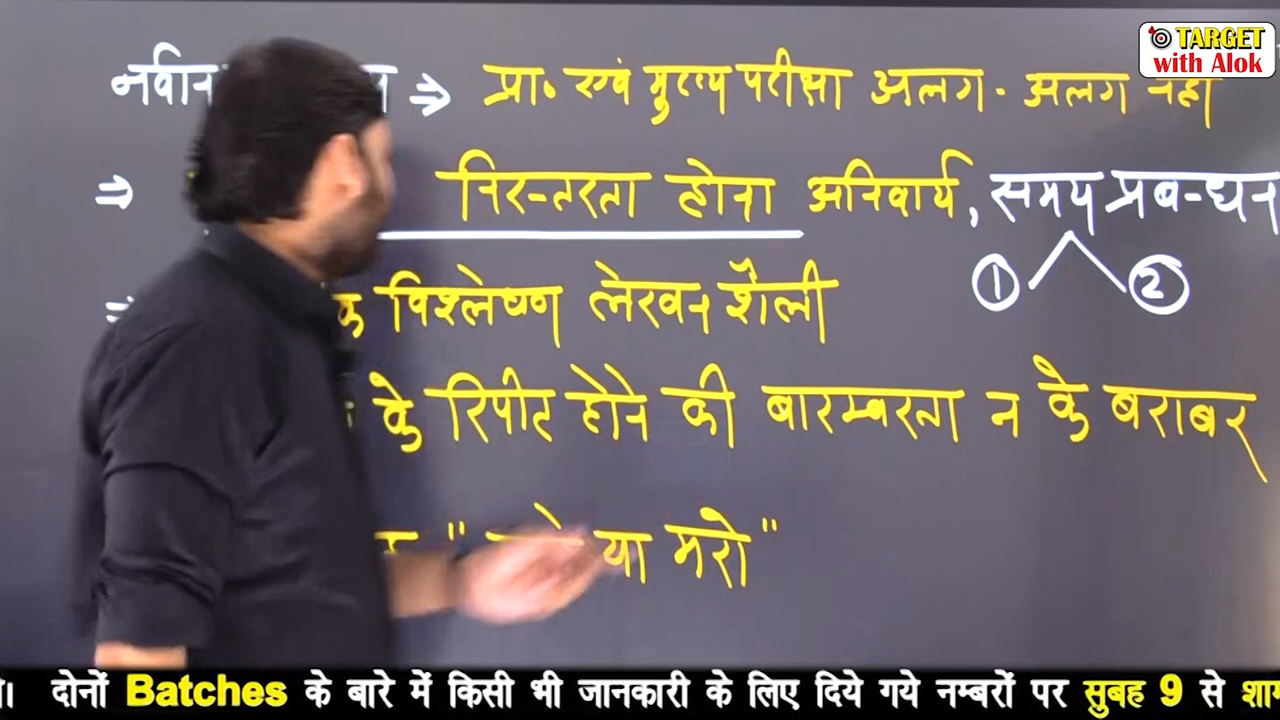 TARGET
with Alok
⇒ प्रा० एवं मुख्य परीक्षा अलग - अलग नहीं
⇒ निरन्तरता होना अनिवार्य, समय प्रबन्धन
① ②
विश्लेषण लेखन शैली
के रिपीट होने की बारम्बरता न के बराबर
" या मरो"
दोनों Batches के बारे में किसी भी जानकारी के लिए दिये गये नम्बरों पर सुबह 9 से